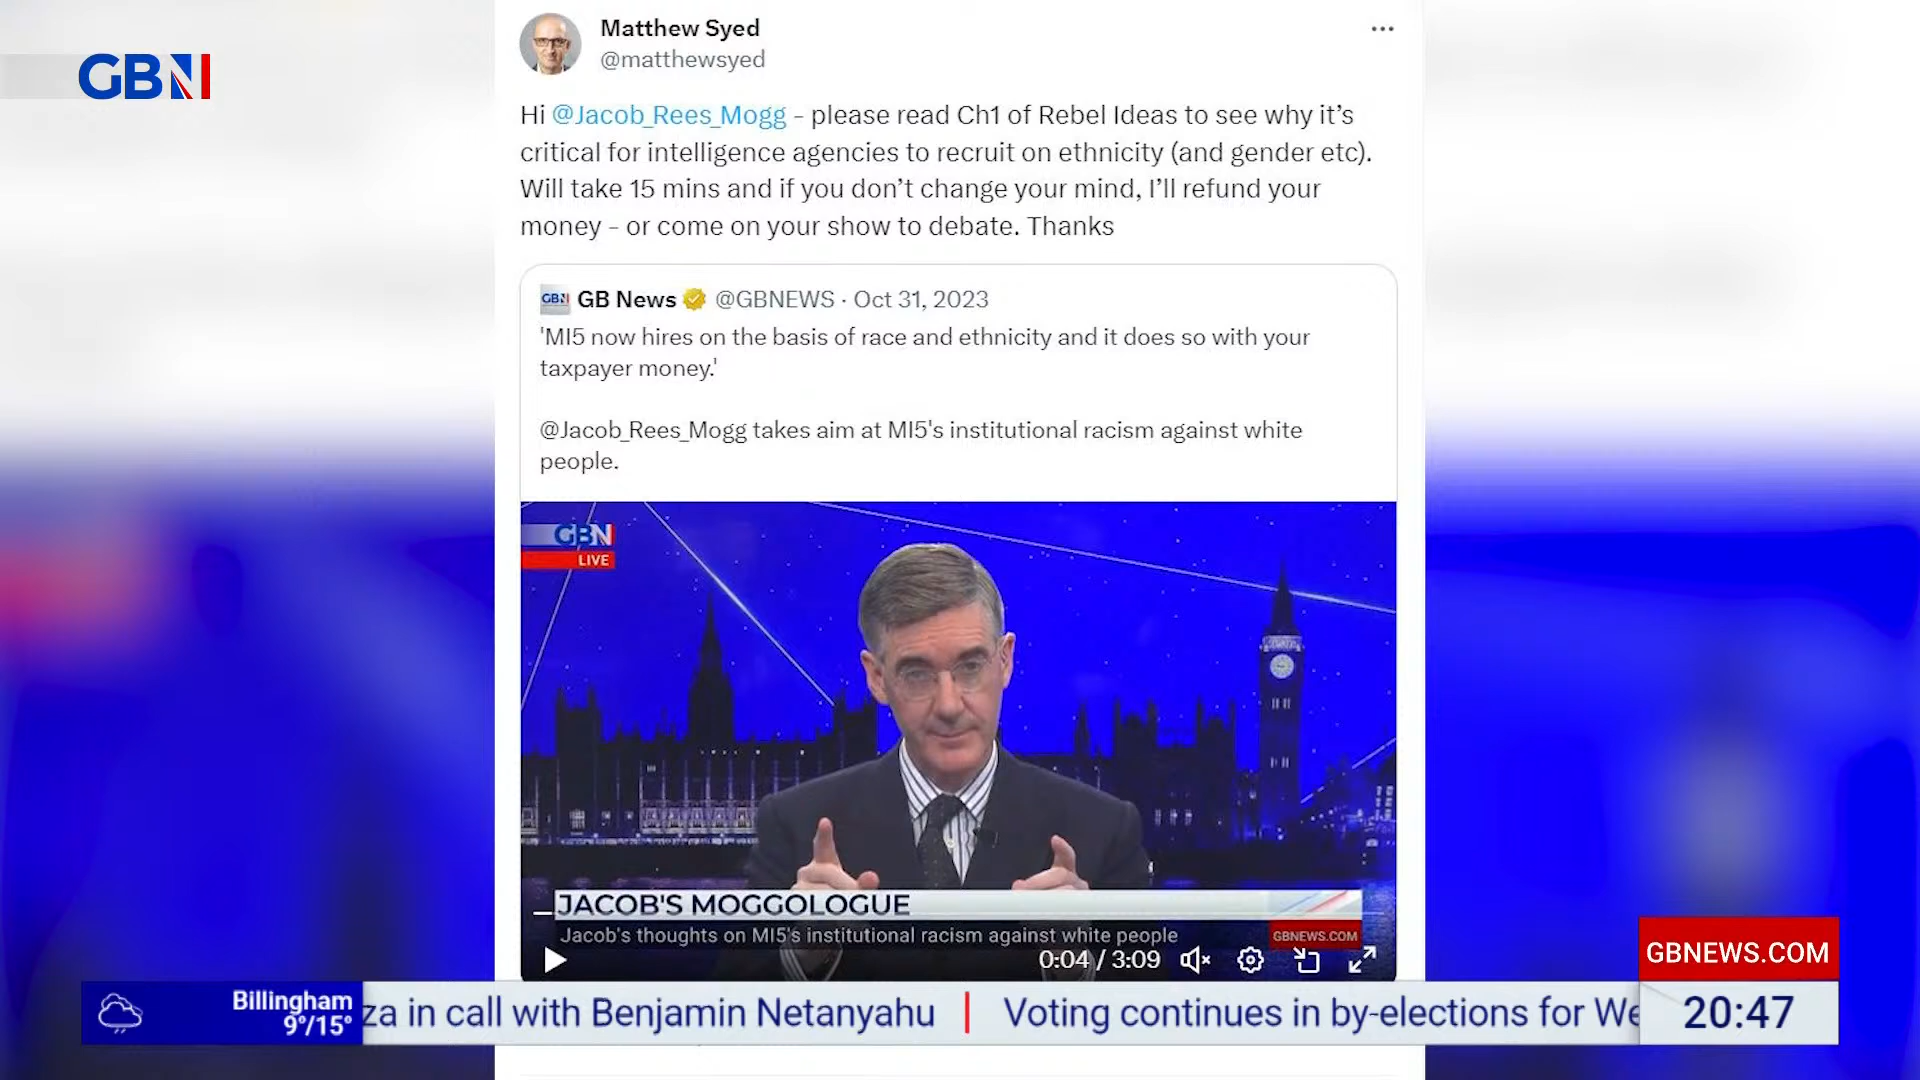 GBN
Matthew Syed
@matthewsyed
Hi @Jacob_Rees_Mogg - please read Ch1 of Rebel Ideas to see why it's
critical for intelligence agencies to recruit on ethnicity (and gender etc).
Will take 15 mins and if you don't change your mind, I'll refund your
money - or come on your show to debate. Thanks
GBN GB News @GBNEWS · Oct 31, 2023
'MI5 now hires on the basis of race and ethnicity and it does so with your
taxpayer money.'
@Jacob_Rees_Mogg takes aim at MI5's institutional racism against white
people.
GBN
LIVE
JACOB'S MOGGOLOGUE
Jacob's thoughts on MI5's institutional racism against white people
GBNEWS.COM
0:04 / 3:09
GBNEWS.COM
Billingham
9°/15°
za in call with Benjamin Netanyahu | Voting continues in by-elections for We
20:47